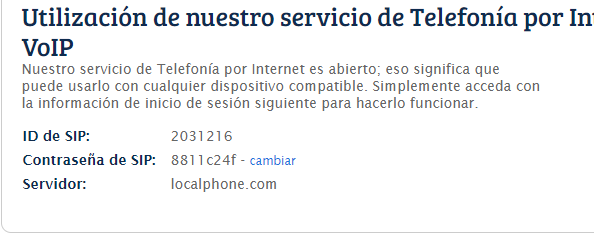 Utilización de nuestro servicio de Telefonía por
VoIP
Nuestro servicio de Telefonía por Internet es abierto; eso significa que
puede usarlo con cualquier dispositivo compatible. Simplemente acceda con
la información de inicio de sesión siguiente para hacerlo funcionar.
ID de SIP: 2031216
Contraseña de SIP: 8811c24f - cambiar
Servidor: localphone.com